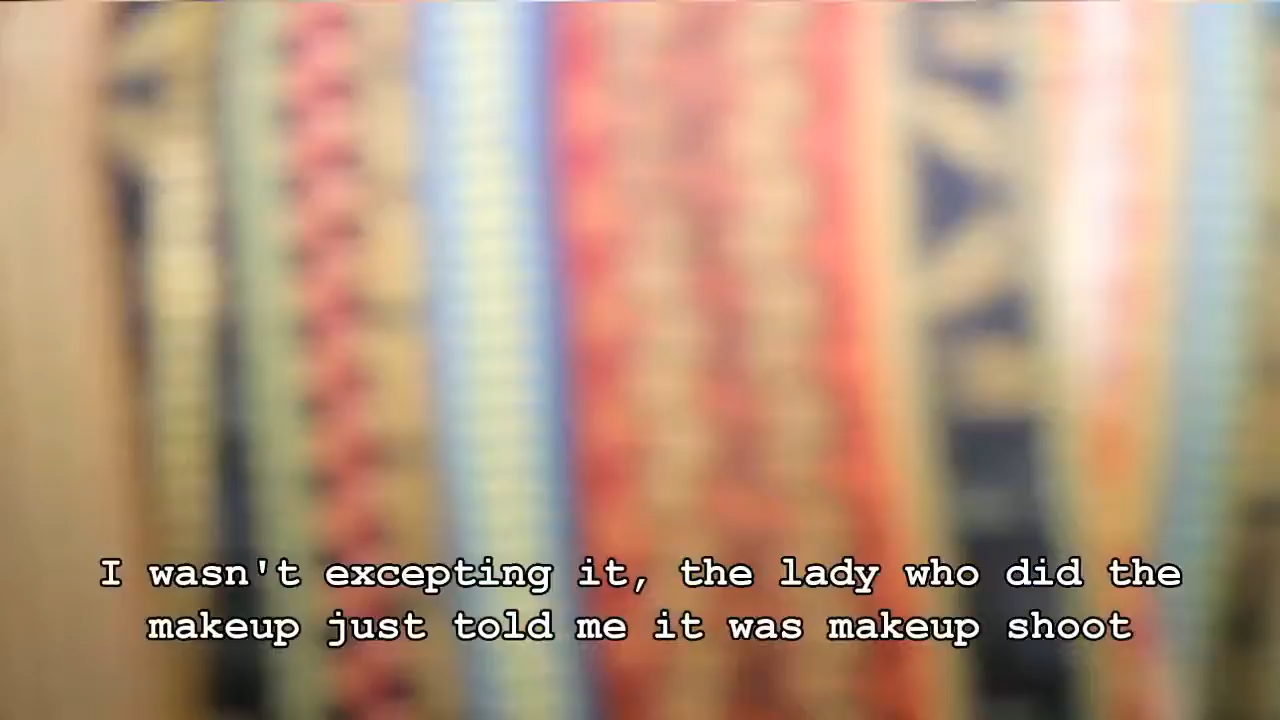 I wasn't excepting it, the lady who did the
makeup just told me it was makeup shoot